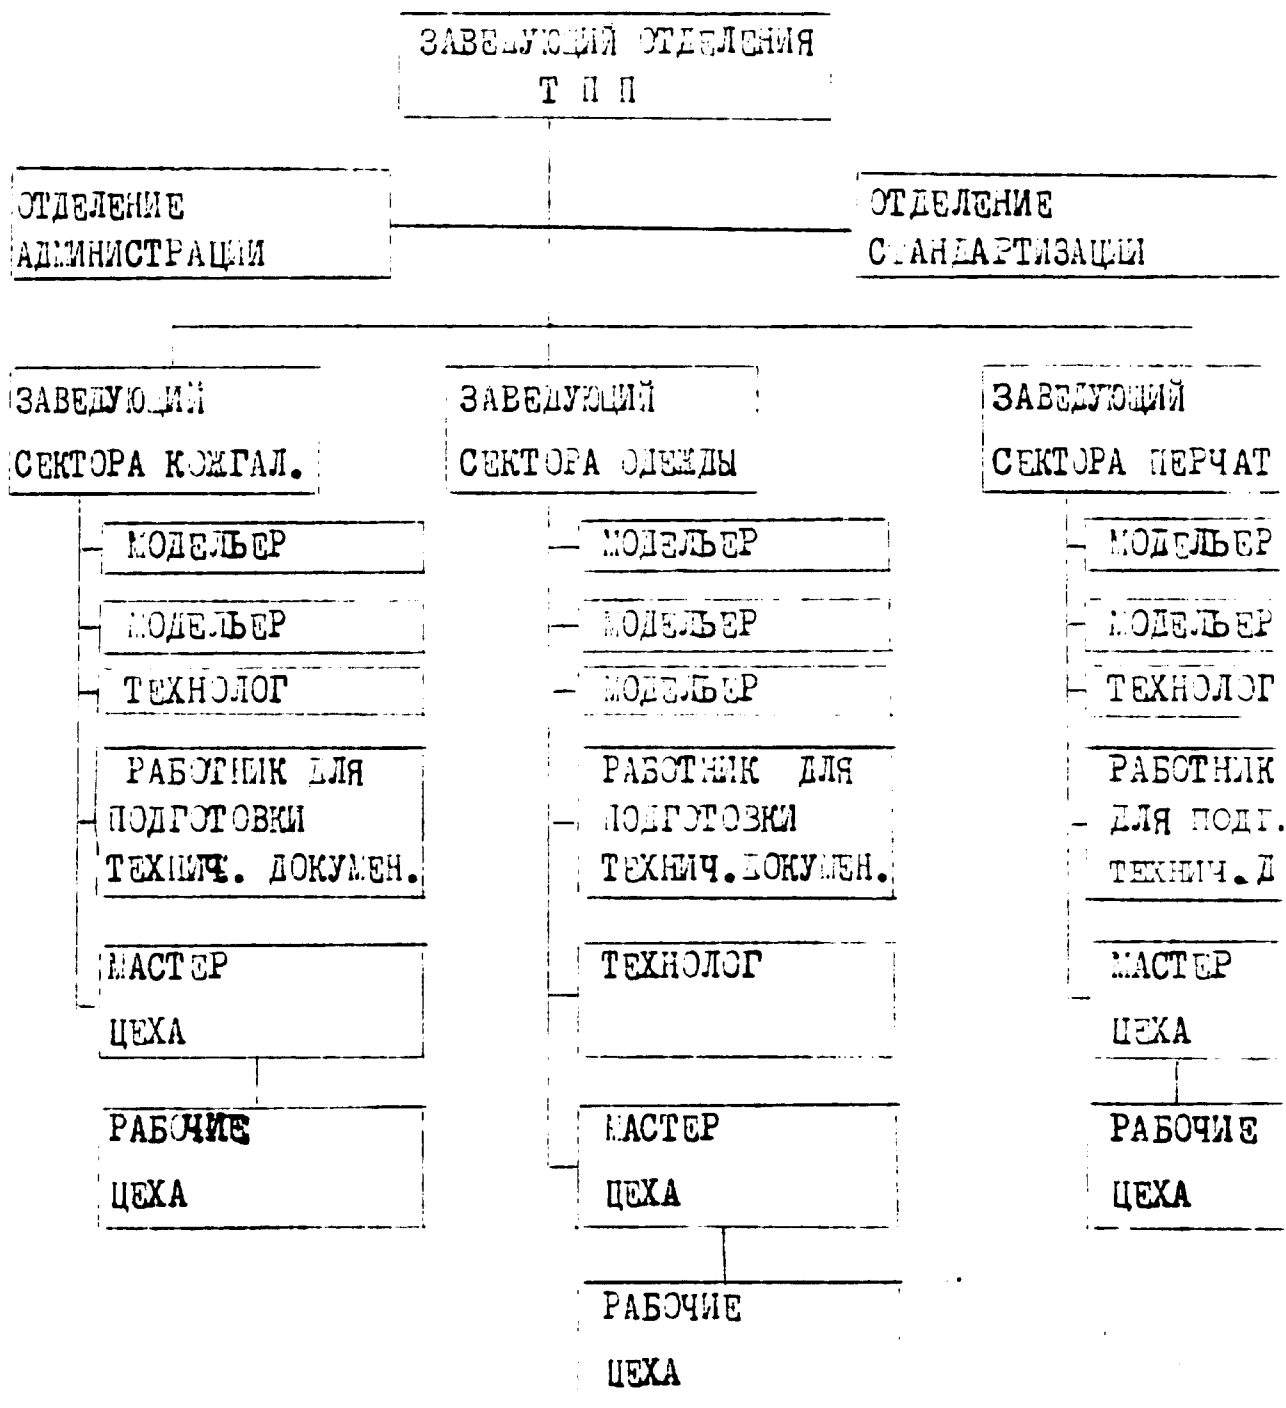 ЗАВЕДУЮЩИЙ ОТДЕЛЕНИЯ
Т П П
ОТДЕЛЕНИЕ
АДМИНИСТРАЦИИ
ОТДЕЛЕНИЕ
СТАНДАРТИЗАЦИИ
ЗАВЕДУЮЩИЙ
СЕКТОРА КОЖГАЛ.
МОДЕЛЬЕР
МОДЕЛЬЕР
ТЕХНОЛОГ
РАБОТНИК ДЛЯ
ПОДГОТОВКИ
ТЕХНИЧ. ДОКУМЕН.
МАСТЕР
ЦЕХА
РАБОЧИЕ
ЦЕХА
ЗАВЕДУЮЩИЙ
СЕКТОРА ОДЕЖДЫ
МОДЕЛЬЕР
МОДЕЛЬЕР
МОДЕЛЬЕР
РАБОТНИК ДЛЯ
ПОДГОТОВКИ
ТЕХНИЧ.ДОКУМЕН.
ТЕХНОЛОГ
МАСТЕР
ЦЕХА
РАБОЧИЕ
ЦЕХА
ЗАВЕДУЮЩИЙ
СЕКТОРА ПЕРЧАТ
МОДЕЛЬЕР
МОДЕЛЬЕР
ТЕХНОЛОГ
РАБОТНИК
ДЛЯ ПОДГ.
ТЕХНИЧ. Д
МАСТЕР
ЦЕХА
РАБОЧИЕ
ЦЕХА